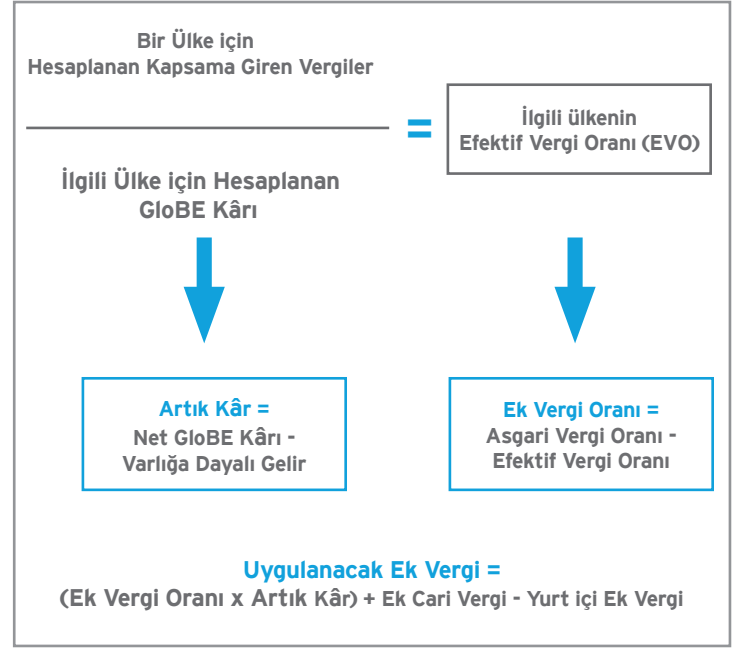 Bir Ülke için
Hesaplanan Kapsama Giren Vergiler
=
İlgili ülkenin
Efektif Vergi Oranı (EVO)
İlgili Ülke için Hesaplanan
GloBE Kârı
Artık Kâr =
Net GloBE Kârı -
Varlığa Dayalı Gelir
Ek Vergi Oranı =
Asgari Vergi Oranı -
Efektif Vergi Oranı
Uygulanacak Ek Vergi =
(Ek Vergi Oranı x Artık Kâr) + Ek Cari Vergi - Yurt içi Ek Vergi